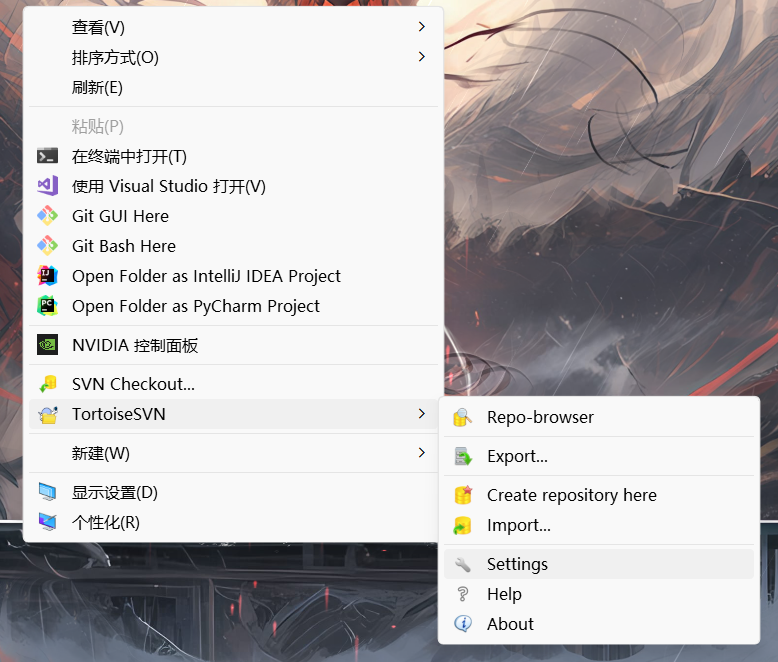 查看(V)
排序方式(O)
刷新(E)
粘贴(P)
在终端中打开(T)
使用 Visual Studio 打开(V)
Git GUI Here
Git Bash Here
Open Folder as IntelliJ IDEA Project
Open Folder as PyCharm Project
NVIDIA 控制面板
SVN Checkout...
TortoiseSVN
新建(W)
显示设置(D)
个性化(R)
Repo-browser
Export...
Create repository here
Import...
Settings
Help
About